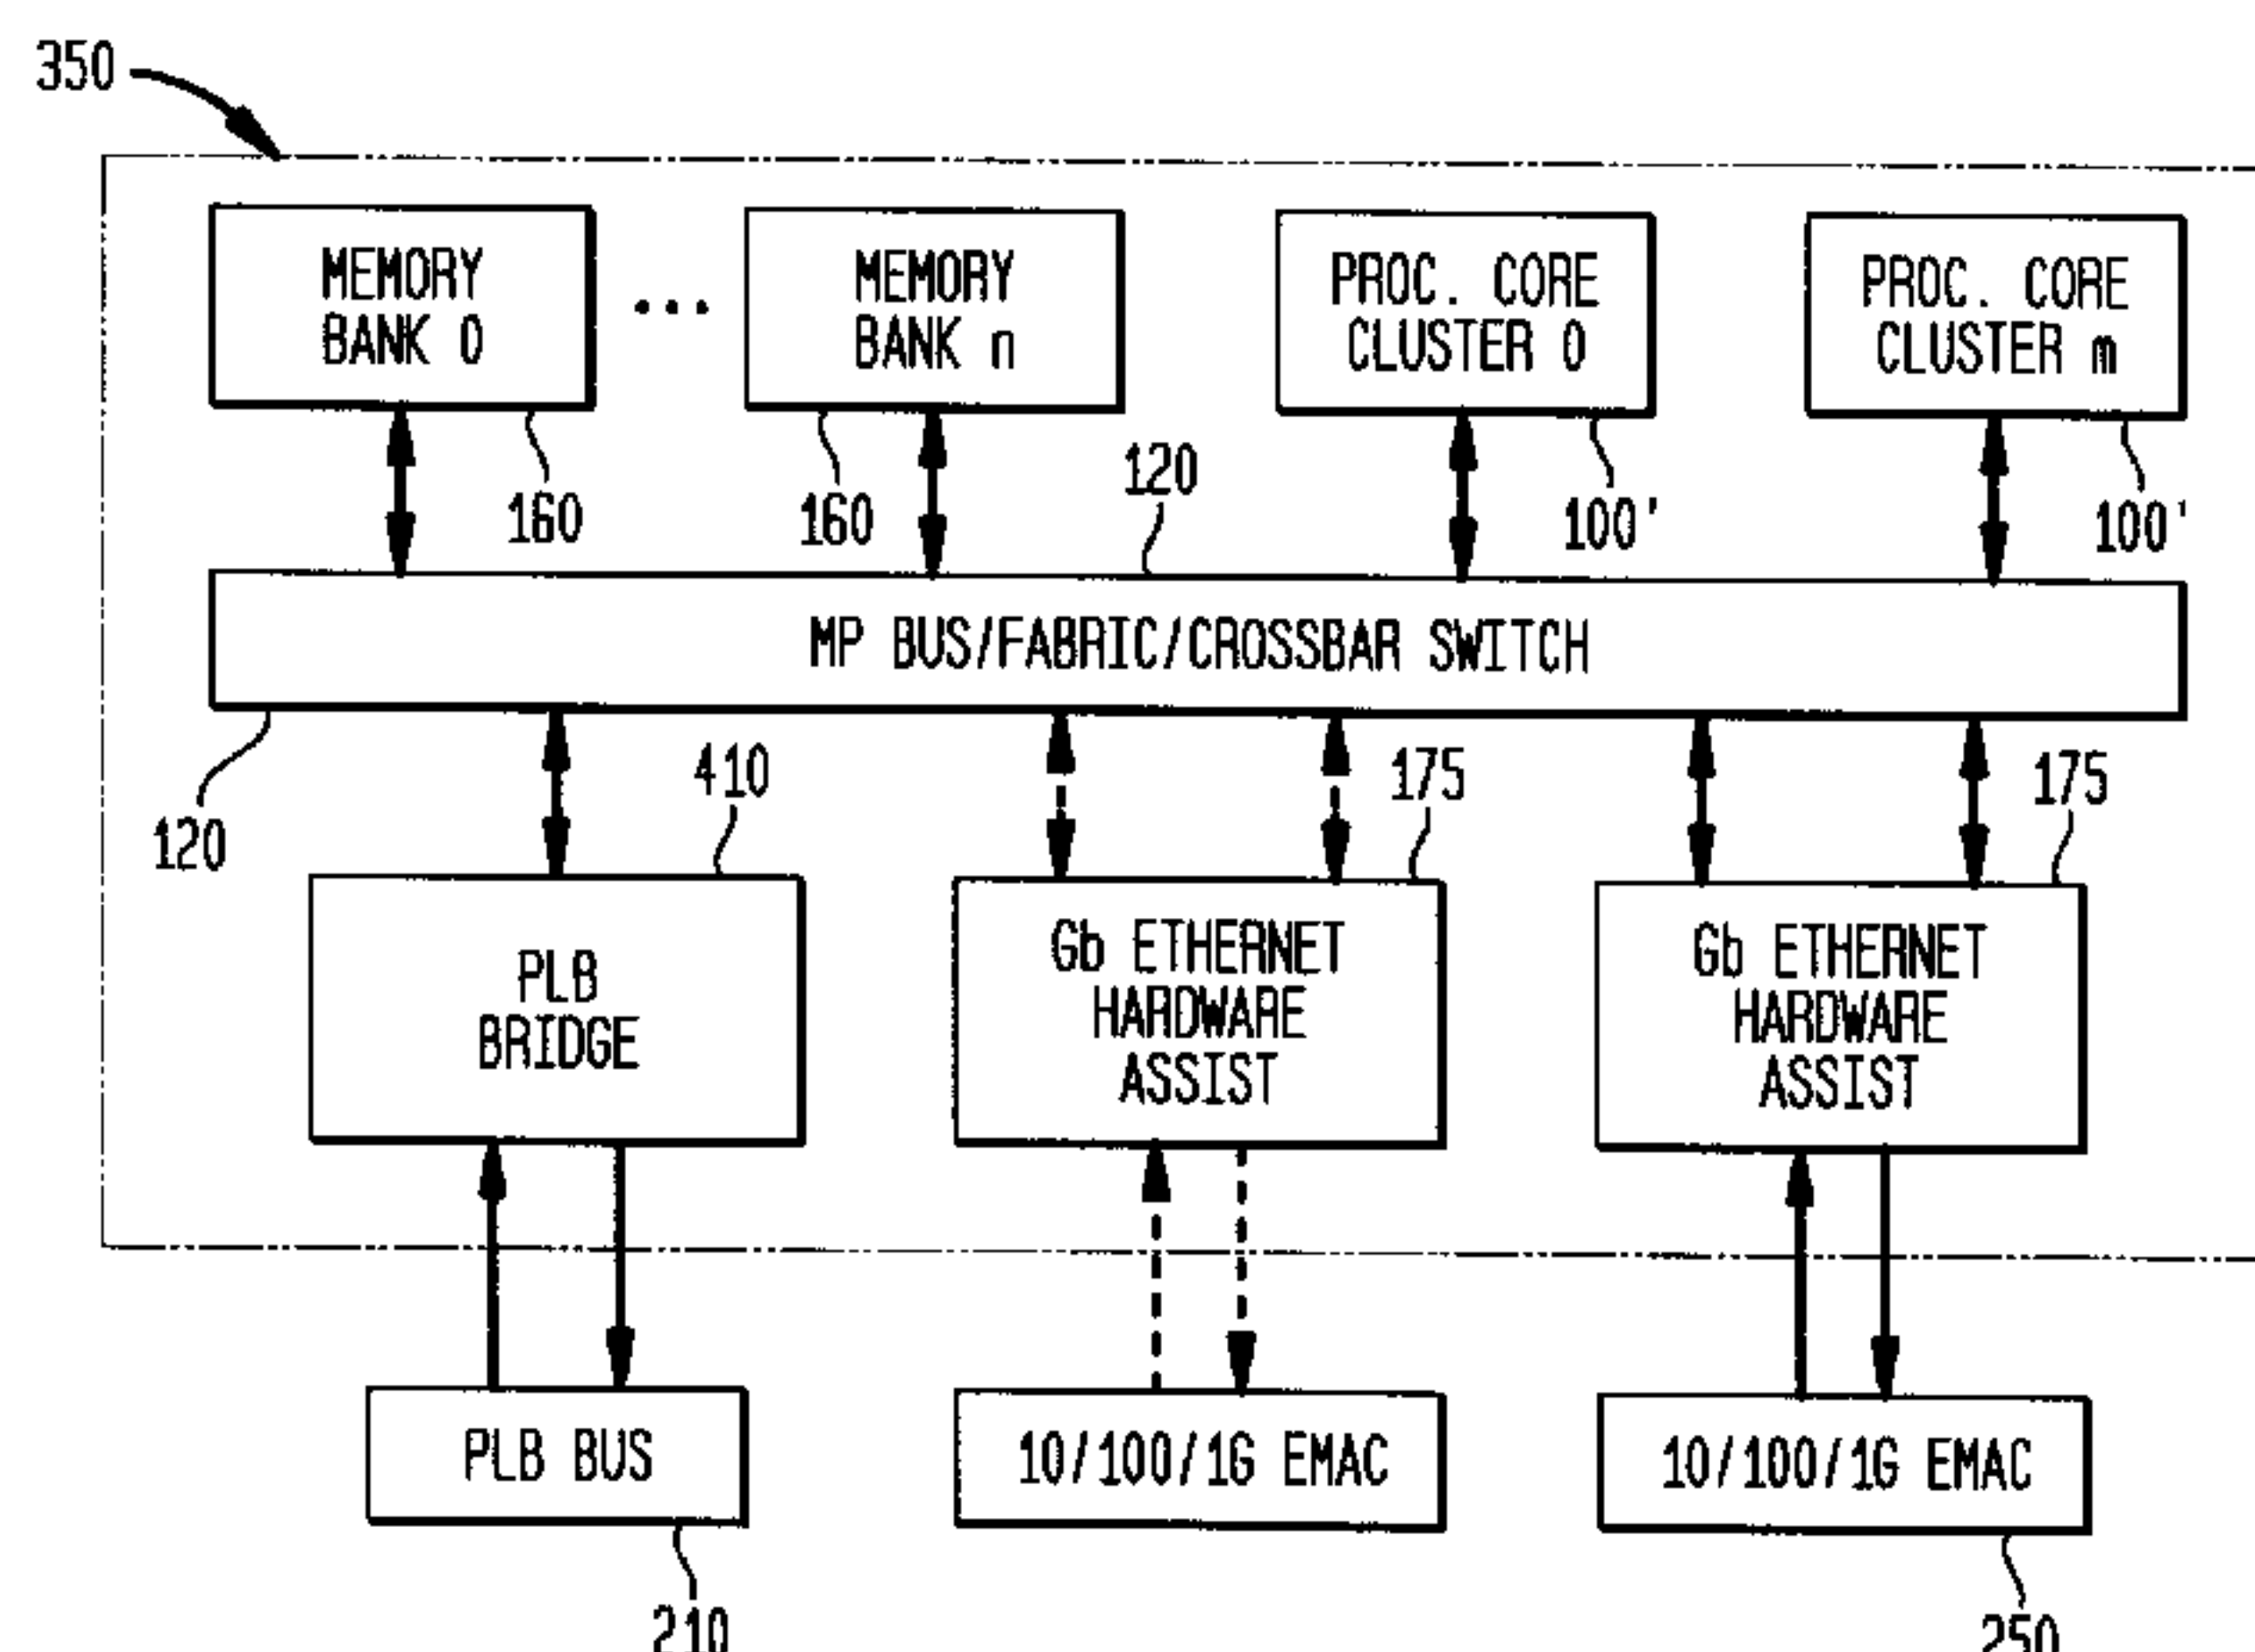 350
MEMORY
BANK 0
...
MEMORY
BANK n
PROC. CORE
CLUSTER 0
PROC. CORE
CLUSTER m
160
160
120
100'
100'
MP BUS/FABRIC/CROSSBAR SWITCH
120
410
175
175
PLB
BRIDGE
Gb ETHERNET
HARDWARE
ASSIST
Gb ETHERNET
HARDWARE
ASSIST
PLB BUS
10/100/1G EMAC
10/100/1G EMAC
210
250